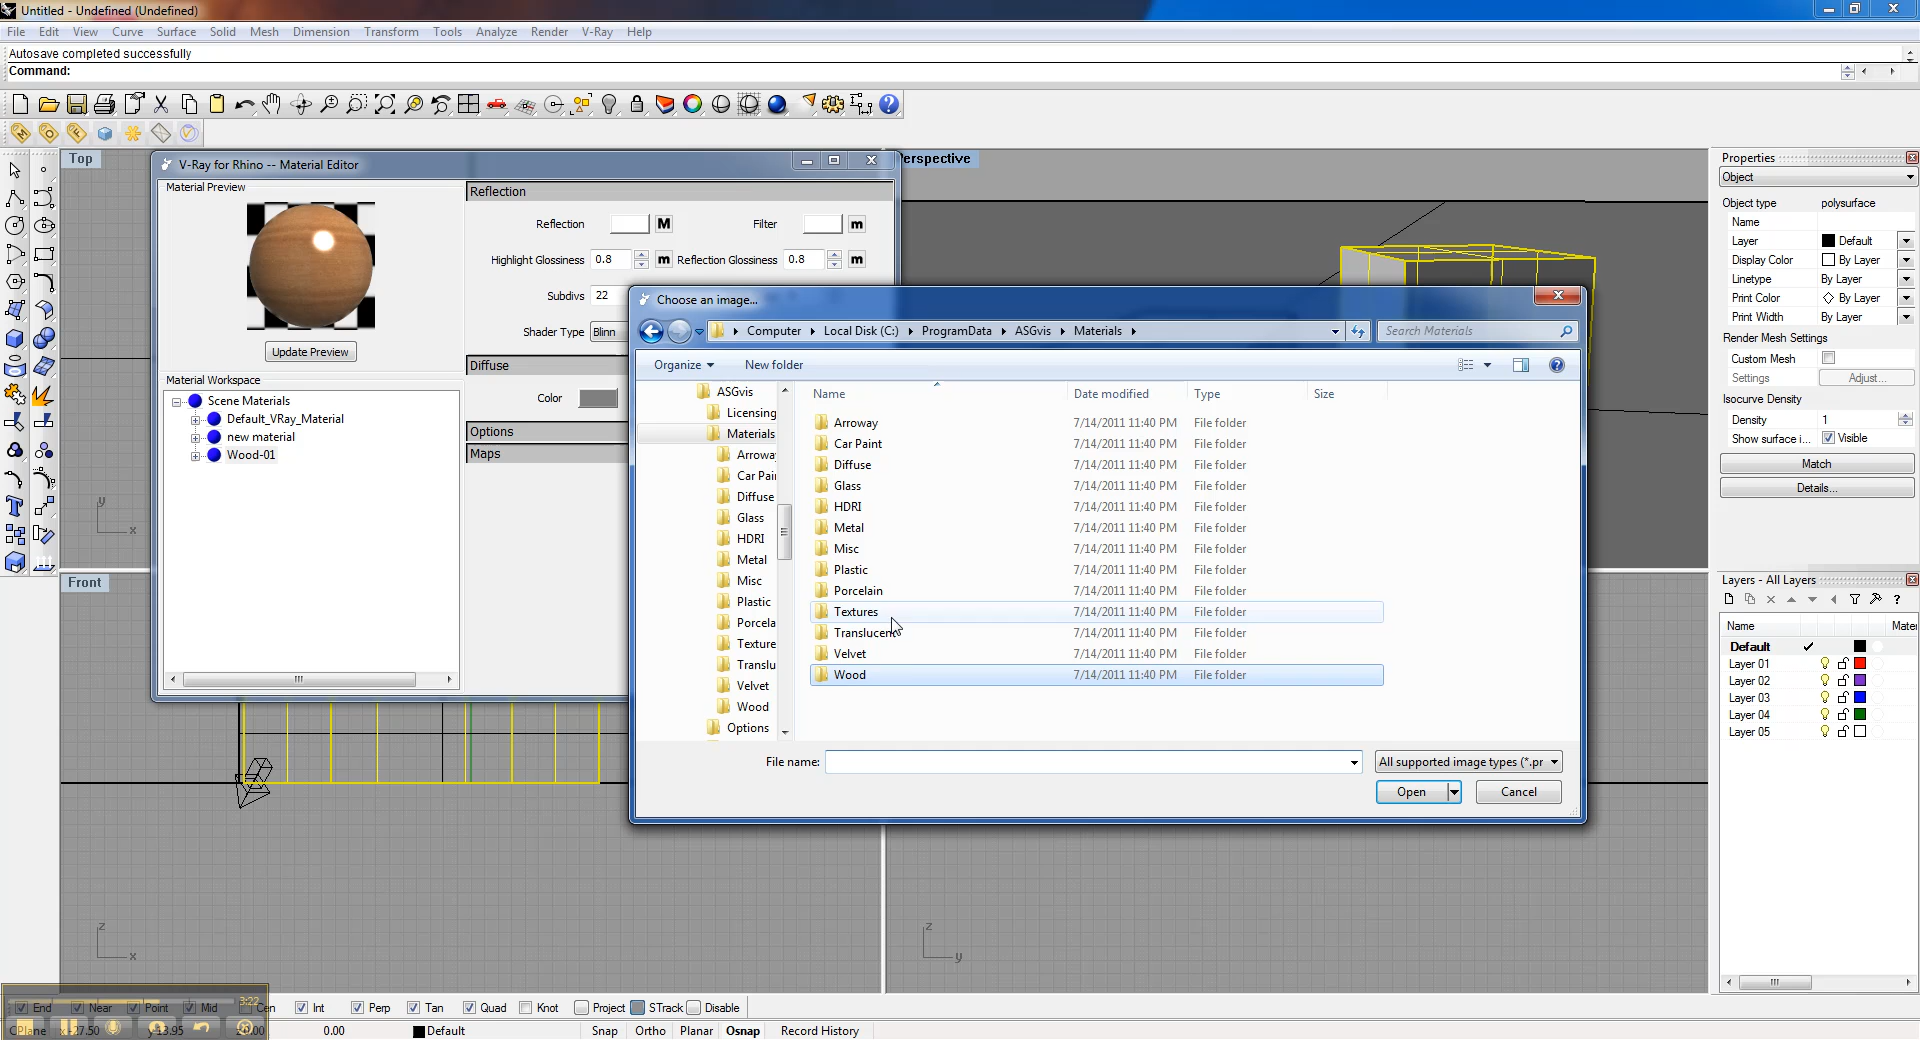 Untitled - Undefined (Undefined)
File Edit View Curve Surface Solid Mesh Dimension Transform Tools Analyze Render V-Ray Help
Autosave completed successfully
Command:
Top
V-Ray for Rhino -- Material Editor
Material Preview
Update Preview
Material Workspace
Scene Materials
Default_VRay_Material
new material
Wood-01
Reflection
Reflection M Filter m
Highlight Glossiness 0.8 m Reflection Glossiness 0.8 m
Subdivs 22
Shader Type Blinn
Diffuse
Color
Options
Maps
erspective
Choose an image...
Computer Local Disk (C:) ProgramData ASGvis Materials
Search Materials
Organize New folder
ASGvis
Licensing
Materials
Arroway
Car Pai
Diffuse
Glass
HDRI
Metal
Misc
Plastic
Porcela
Texture
Translu
Velvet
Wood
Options
Name Date modified Type Size
Arroway 7/14/2011 11:40 PM File folder
Car Paint 7/14/2011 11:40 PM File folder
Diffuse 7/14/2011 11:40 PM File folder
Glass 7/14/2011 11:40 PM File folder
HDRI 7/14/2011 11:40 PM File folder
Metal 7/14/2011 11:40 PM File folder
Misc 7/14/2011 11:40 PM File folder
Plastic 7/14/2011 11:40 PM File folder
Porcelain 7/14/2011 11:40 PM File folder
Textures 7/14/2011 11:40 PM File folder
Translucent 7/14/2011 11:40 PM File folder
Velvet 7/14/2011 11:40 PM File folder
Wood 7/14/2011 11:40 PM File folder
File name:
All supported image types (*.pr
Open Cancel
Properties
Object
Object type polysurface
Name
Layer Default
Display Color By Layer
Linetype By Layer
Print Color By Layer
Print Width By Layer
Render Mesh Settings
Custom Mesh
Settings Adjust...
Isocurve Density
Density 1
Show surface i... Visible
Match
Details...
Layers - All Layers
Name Mater
Default
Layer 01
Layer 02
Layer 03
Layer 04
Layer 05
Front
y
x
z
x
z
y
3:22
End Near Point Mid Cen Int Perp Tan Quad Knot Project STrack Disable
CPlane x -27.50 y -13.95 0.00 Default Snap Ortho Planar Osnap Record History